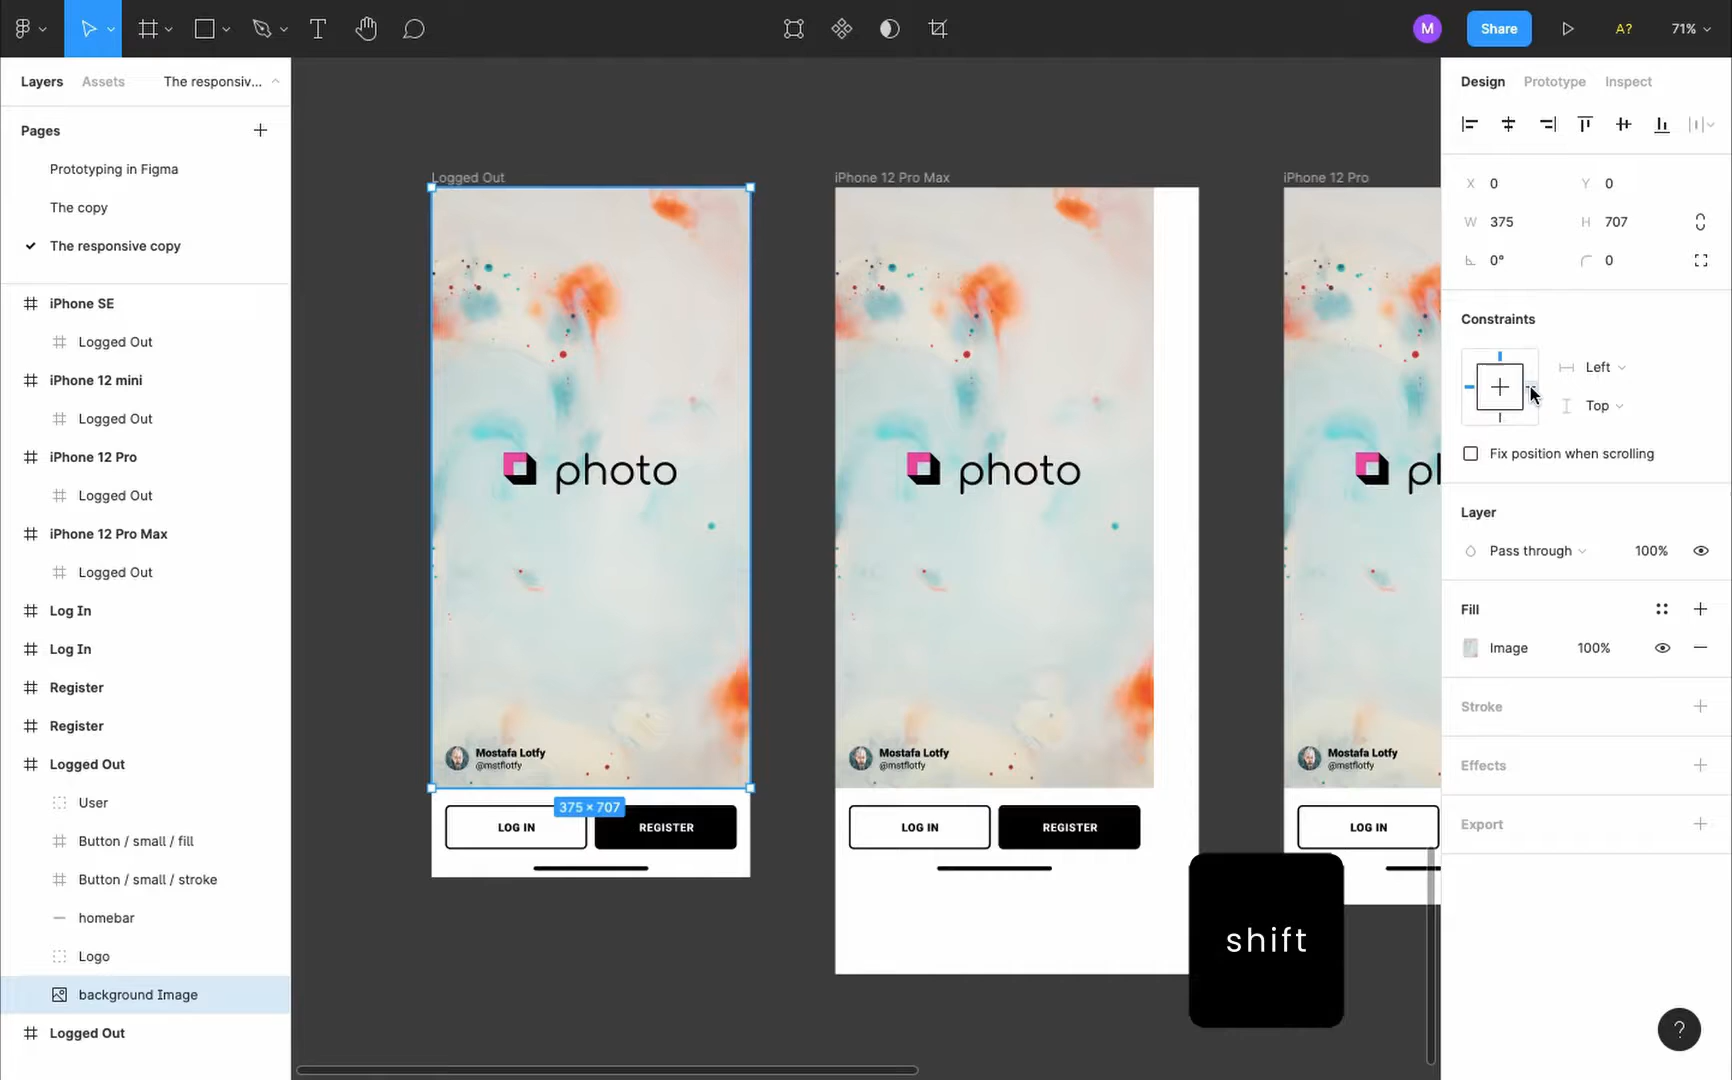 M
Share
A?
71%
Layers
Assets
The responsiv...
Pages
Prototyping in Figma
The copy
The responsive copy
iPhone SE
Logged Out
iPhone 12 mini
Logged Out
iPhone 12 Pro
Logged Out
iPhone 12 Pro Max
Logged Out
Log In
Log In
Register
Register
Logged Out
User
Button / small / fill
Button / small / stroke
homebar
Logo
background Image
Logged Out
Logged Out
photo
Mostafa Lotfy
@mstflotfy
375 × 707
LOG IN
REGISTER
iPhone 12 Pro Max
photo
Mostafa Lotfy
@mstflotfy
LOG IN
REGISTER
iPhone 12 Pro
pl
Mostafa Lotfy
@mstflotfy
LOG IN
shift
Design
Prototype
Inspect
X 0
Y 0
W 375
H 707
0°
0
Constraints
Left
Top
Fix position when scrolling
Layer
Pass through
100%
Fill
Image
100%
Stroke
Effects
Export
?